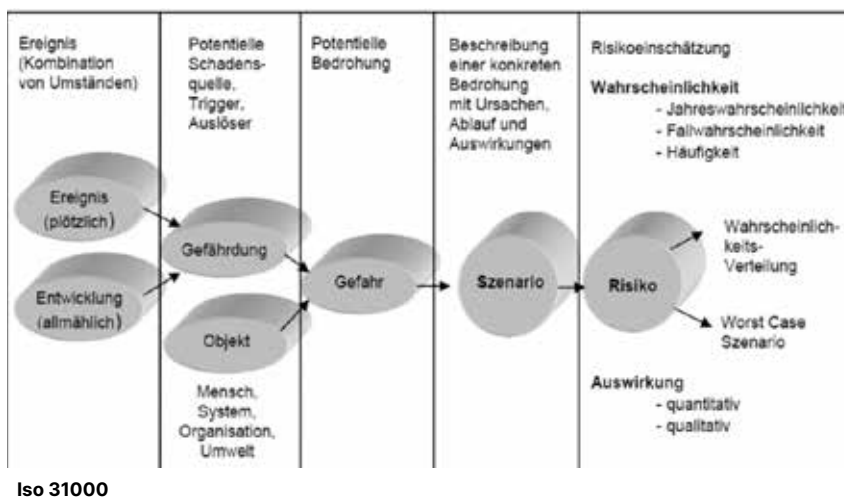 Ereignis
(Kombination
von Umständen)
Potentielle
Schadens-
quelle,
Trigger,
Auslöser
Potentielle
Bedrohung
Beschreibung
einer konkreten
Bedrohung
mit Ursachen,
Ablauf und
Auswirkungen
Risikoeinschätzung
Wahrscheinlichkeit
- Jahreswahrscheinlichkeit
- Fallwahrscheinlichkeit
- Häufigkeit
Ereignis
(plötzlich)
Entwicklung
(allmählich)
Gefährdung
Objekt
Mensch,
System,
Organisation,
Umwelt
Gefahr
Szenario
Risiko
Wahrscheinlich-
keits-
Verteilung
Worst Case
Szenario
Auswirkung
- quantitativ
- qualitativ
Iso 31000